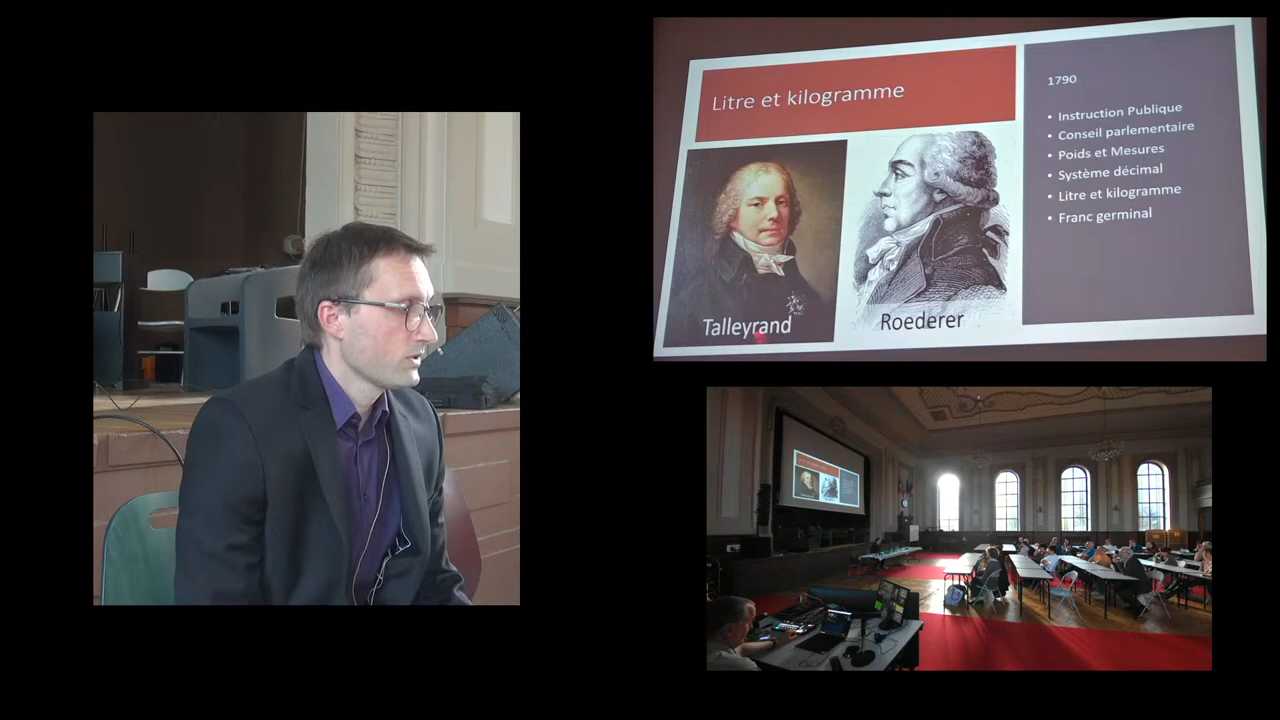 Litre et kilogramme
Talleyrand
Roederer
1790
• Instruction Publique
• Conseil parlementaire
• Poids et Mesures
• Système décimal
• Litre et kilogramme
• Franc germinal